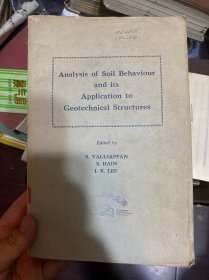 Analysis of Soil Behaviour
and its
Application to
Geotechnical Structures
Edited by
S. VALLIAPPAN
S. HAIN
I. K. LEE